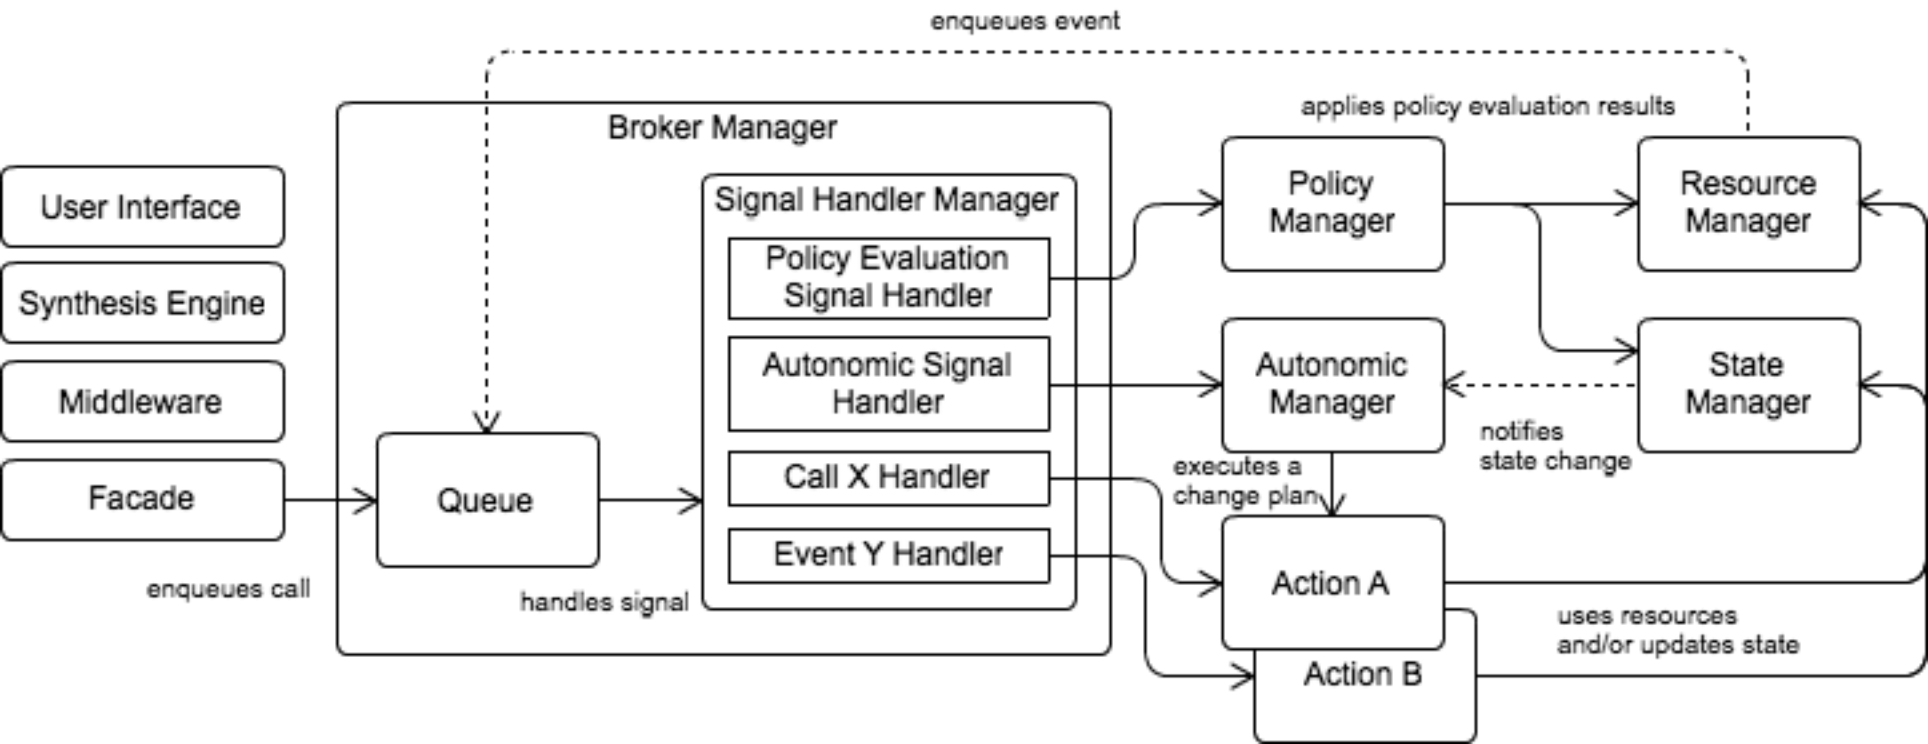 enqueues event
applies policy evaluation results
Broker Manager
User Interface
Synthesis Engine
Middleware
Facade
enqueues call
Queue
handles signal
Signal Handler Manager
Policy Evaluation
Signal Handler
Autonomic Signal
Handler
Call X Handler
Event Y Handler
Policy
Manager
Resource
Manager
Autonomic
Manager
State
Manager
notifies
state change
executes a
change plan
Action A
Action B
uses resources
and/or updates state